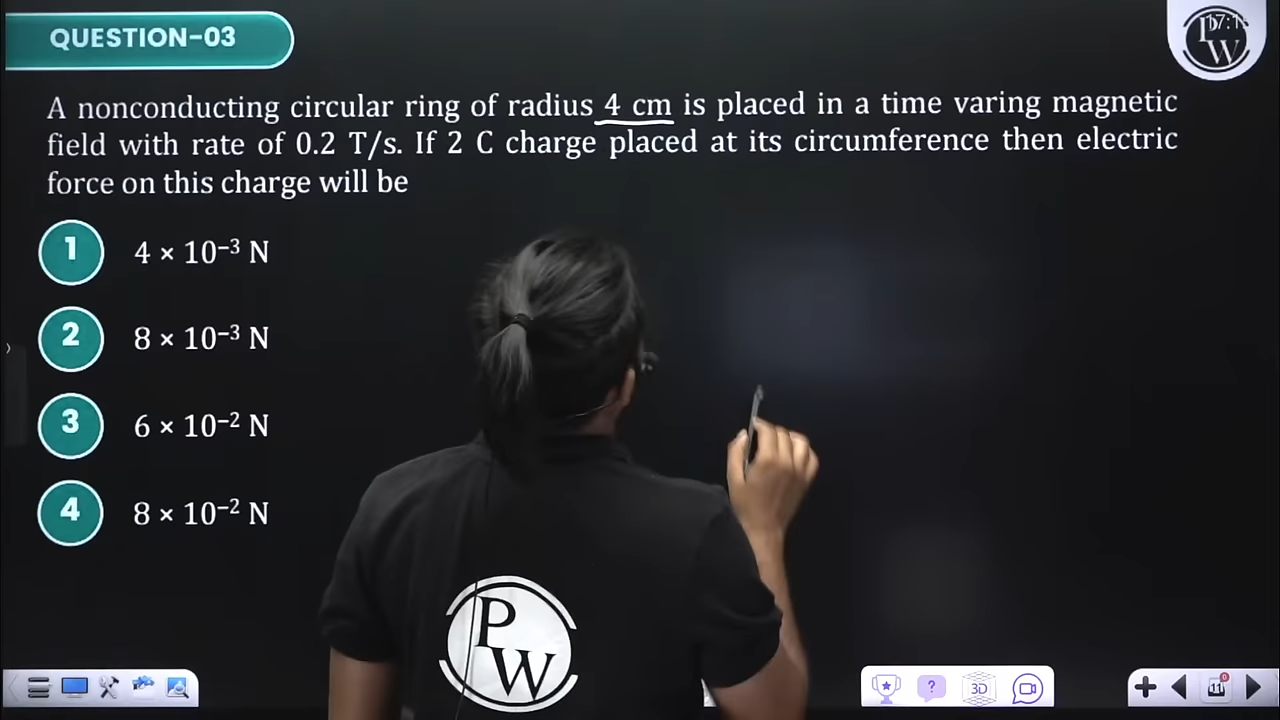 QUESTION-03
A nonconducting circular ring of radius 4 cm is placed in a time varing magnetic
field with rate of 0.2 T/s. If 2 C charge placed at its circumference then electric
force on this charge will be
1 4 × 10⁻³ N
2 8 × 10⁻³ N
3 6 × 10⁻² N
4 8 × 10⁻² N
PW
PW
?
3D
11
0